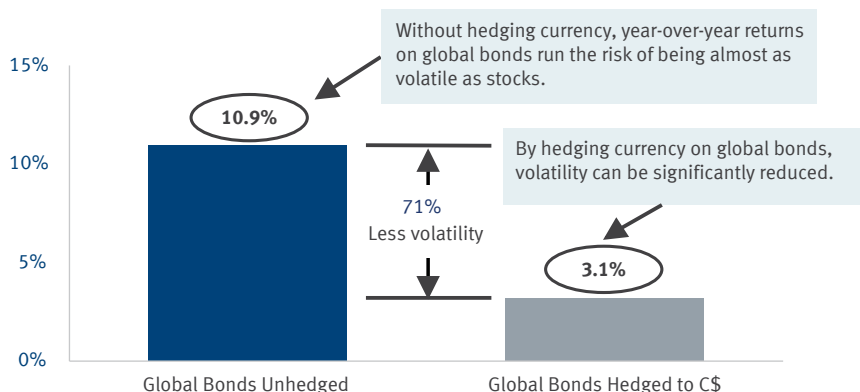 Without hedging currency, year-over-year returns
on global bonds run the risk of being almost as
volatile as stocks.
15%
10.9%
10%
By hedging currency on global bonds,
volatility can be significantly reduced.
71%
Less volatility
5%
3.1%
0%
Global Bonds Unhedged
Global Bonds Hedged to C$